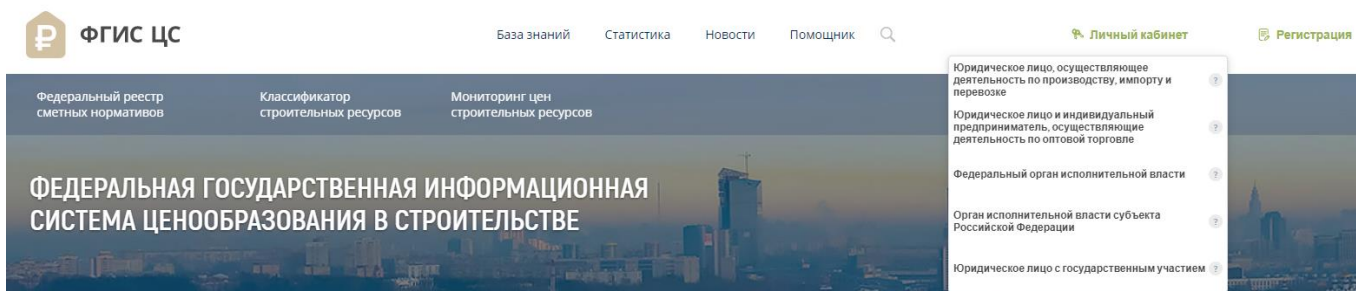 ФГИС ЦС
База знаний
Статистика
Новости
Помощник
Личный кабинет
Регистрация
Федеральный реестр
сметных нормативов
Классификатор
строительных ресурсов
Мониторинг цен
строительных ресурсов
Юридическое лицо, осуществляющее
деятельность по производству, импорту и
перевозке
?
Юридическое лицо и индивидуальный
предприниматель, осуществляющие
деятельность по оптовой торговле
?
Федеральный орган исполнительной власти
?
Орган исполнительной власти субъекта
Российской Федерации
?
Юридическое лицо с государственным участием
?
ФЕДЕРАЛЬНАЯ ГОСУДАРСТВЕННАЯ ИНФОРМАЦИОННАЯ
СИСТЕМА ЦЕНООБРАЗОВАНИЯ В СТРОИТЕЛЬСТВЕ